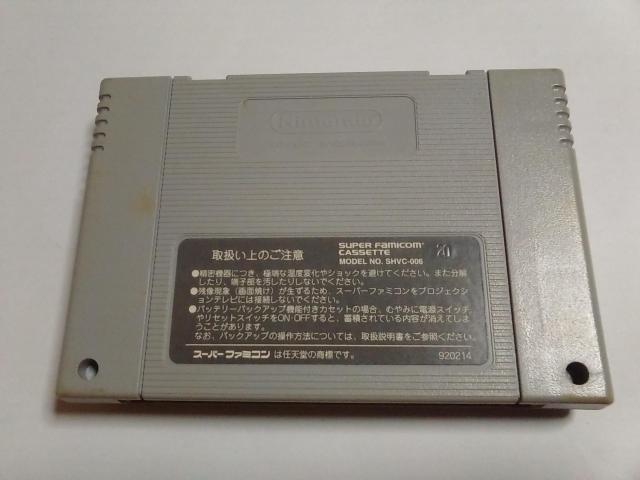 Nintendo
取扱い上のご注意
SUPER FAMICOM
CASSETTE
MODEL NO. SHVC-006
20
●精密機器につき、極端な温度変化やショックを避けてください。また分解
したり、端子部を汚したりしないでください。
●残像現象(画面焼け)が生ずるため、スーパーファミコンをプロジェクシ
ョンテレビには接続しないでください。
●バッテリーバックアップ機能付きカセットの場合、むやみに電源スイッチ
やリセットスイッチをON・OFFすると、蓄積されている内容が消えてしま
うことがあります。
なお、バックアップの操作方法については、取扱説明書をご参照ください。
スーパーファミコンは任天堂の商標です。
920214